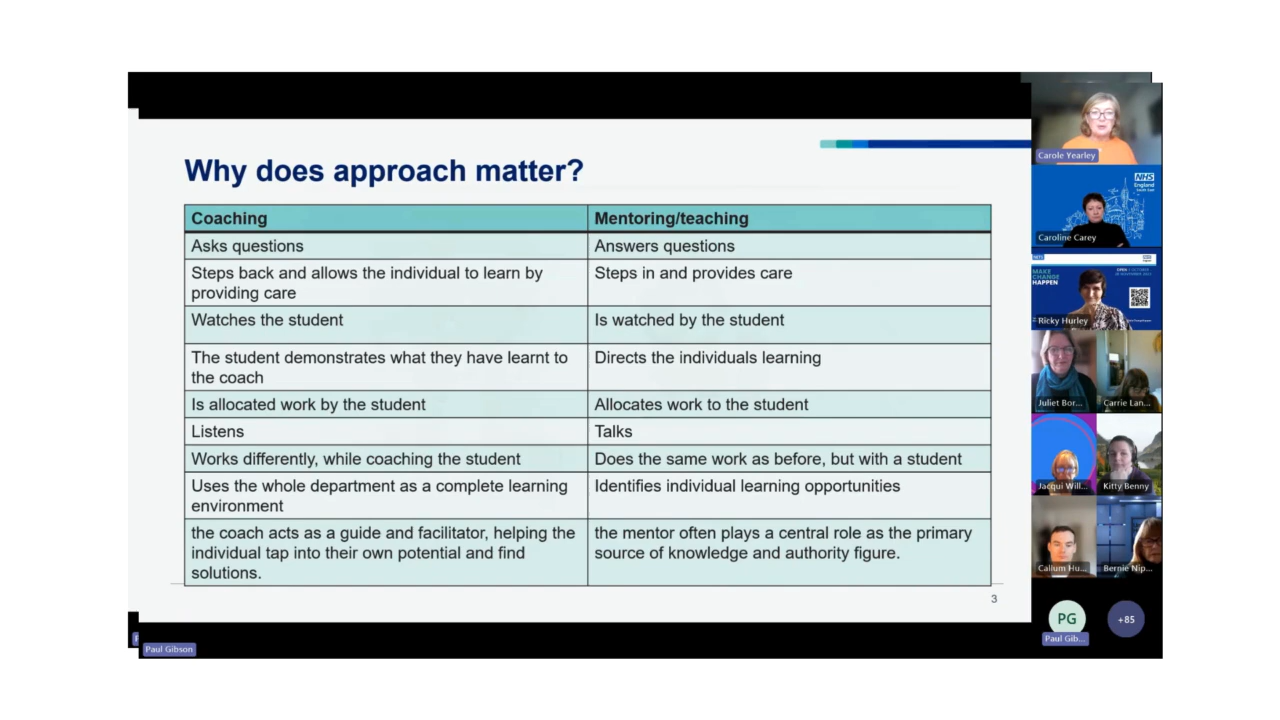 Why does approach matter?
Coaching
Mentoring/teaching
Asks questions
Answers questions
Steps back and allows the individual to learn by
providing care
Steps in and provides care
Watches the student
Is watched by the student
The student demonstrates what they have learnt to
the coach
Directs the individuals learning
Is allocated work by the student
Allocates work to the student
Listens
Talks
Works differently, while coaching the student
Does the same work as before, but with a student
Uses the whole department as a complete learning
environment
Identifies individual learning opportunities
the coach acts as a guide and facilitator, helping the
individual tap into their own potential and find
solutions.
the mentor often plays a central role as the primary
source of knowledge and authority figure.
3
Paul Gibson
Carole Yearley
NHS
England
Caroline Carey
MAKE
CHANGE
HAPPEN
Ricky Hurley
Juliet Bor...
Carrie Lan...
Jacqui Will...
Kitty Benny
Callum Hu...
Bernie Nip...
PG
Paul Gib...
+85